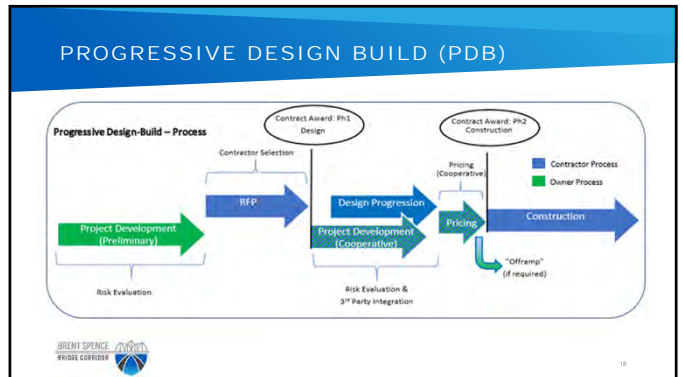 PROGRESSIVE DESIGN BUILD (PDB)
Progressive Design-Build – Process
Contract Award: Ph1
Design
Contract Award: Ph2
Construction
Contractor Selection
Pricing
(Cooperative)
Contractor Process
Owner Process
RFP
Design Progression
Project Development
(Preliminary)
Project Development
(Cooperative)
Pricing
Construction
Risk Evaluation
Risk Evaluation &
3rd Party Integration
"Offramp"
(if required)
BRENT SPENCE
BRIDGE CORRIDOR
18